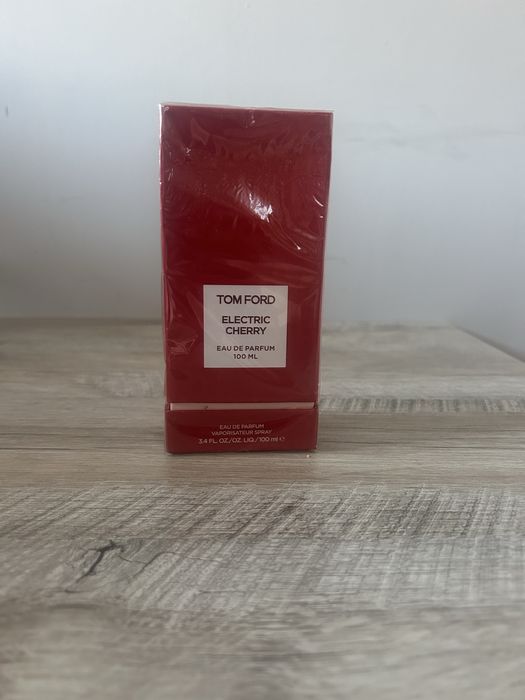 TOM FORD
ELECTRIC
CHERRY
EAU DE PARFUM
100 ML
EAU DE PARFUM
VAPORISATEUR SPRAY
3.4 FL. OZ./OZ. LIQ./100 ml ℮